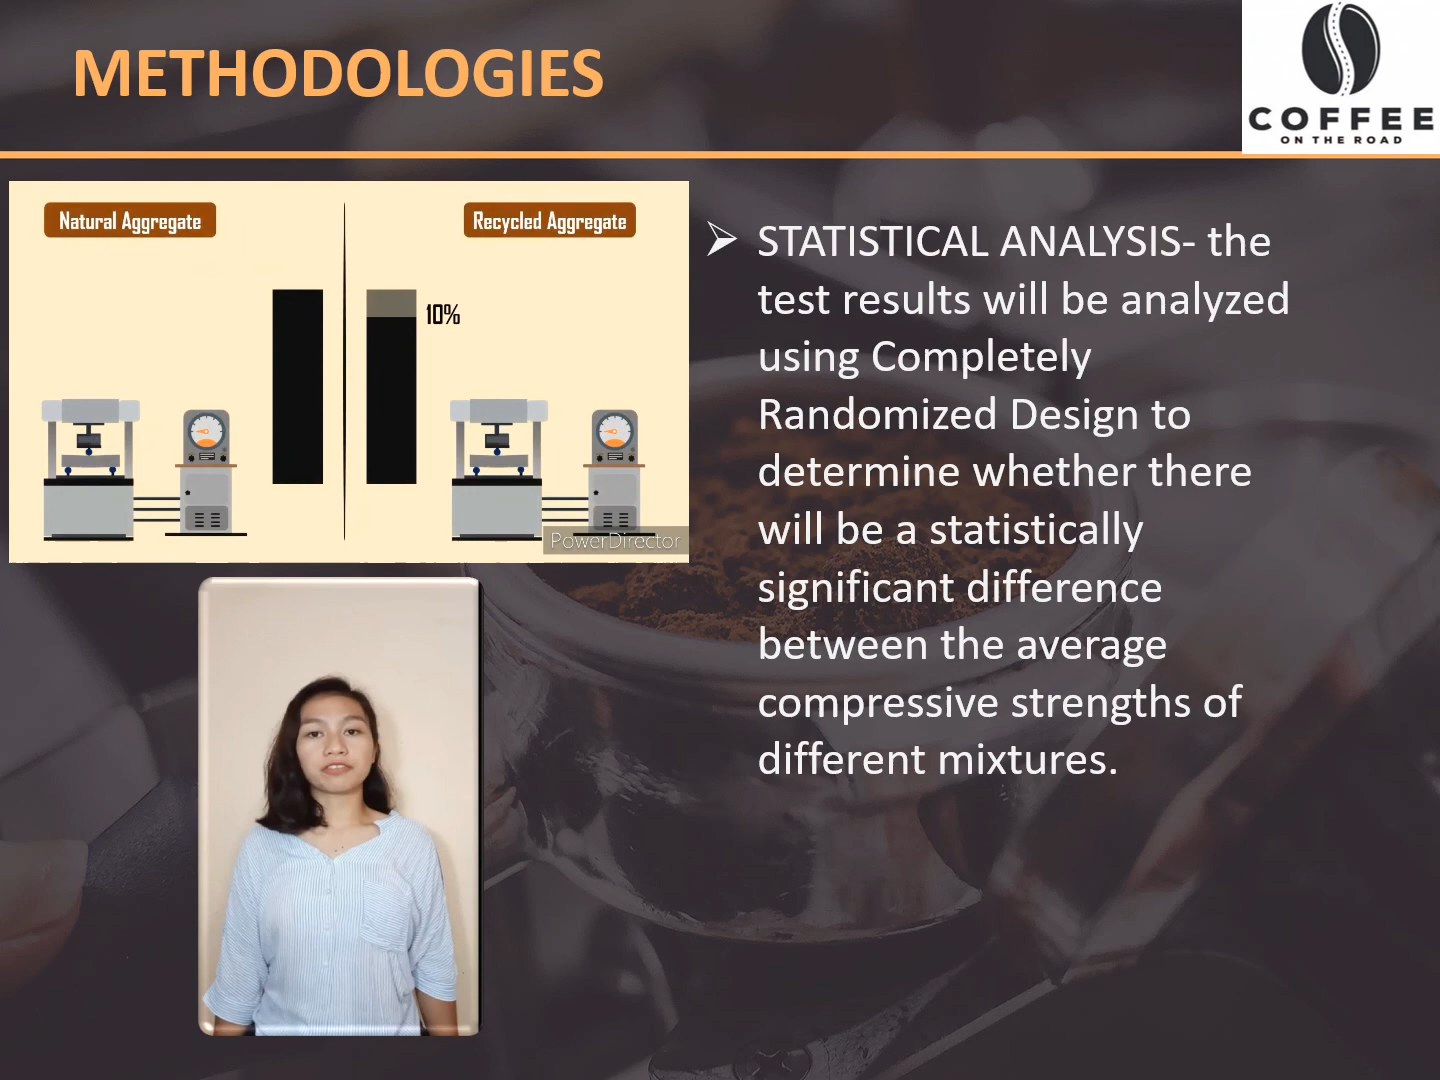 METHODOLOGIES
COFFEE
ON THE ROAD
Natural Aggregate
Recycled Aggregate
10%
PowerDirector
STATISTICAL ANALYSIS- the
test results will be analyzed
using Completely
Randomized Design to
determine whether there
will be a statistically
significant difference
between the average
compressive strengths of
different mixtures.